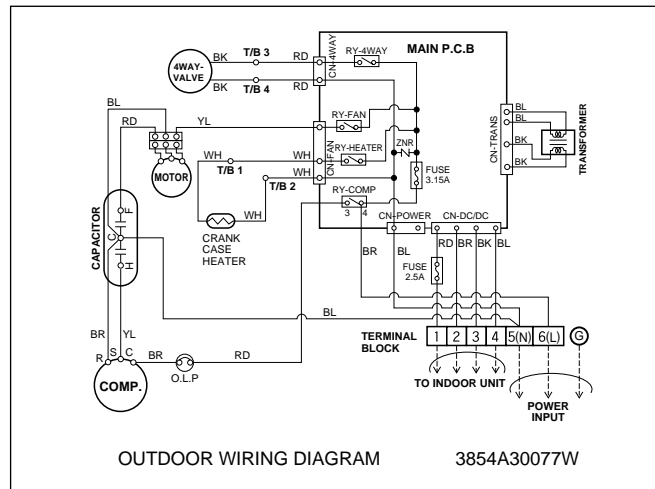 MAIN P.C.B
4WAY-
VALVE
BK
T/B 3
RD
CN-4WAY
RY-4WAY
BK
T/B 4
RD
BL
RD
YL
RY-FAN
CN-FAN
ZNR
WH
T/B 1
WH
RY-HEATER
T/B 2
WH
MOTOR
FUSE
3.15A
RY-COMP
3 4
CN-TRANS
BL
BL
BK
BK
TRANSFORMER
WH
CRANK
CASE
HEATER
CN-POWER
CN-DC/DC
BR
BL
RD
BR
BK
BL
FUSE
2.5A
CAPACITOR
F
C
H
BL
BR
YL
R
S
C
BR
RD
O.L.P
COMP.
TERMINAL
BLOCK
1 2 3 4 5(N) 6(L) G
TO INDOOR UNIT
POWER
INPUT
OUTDOOR WIRING DIAGRAM
3854A30077W